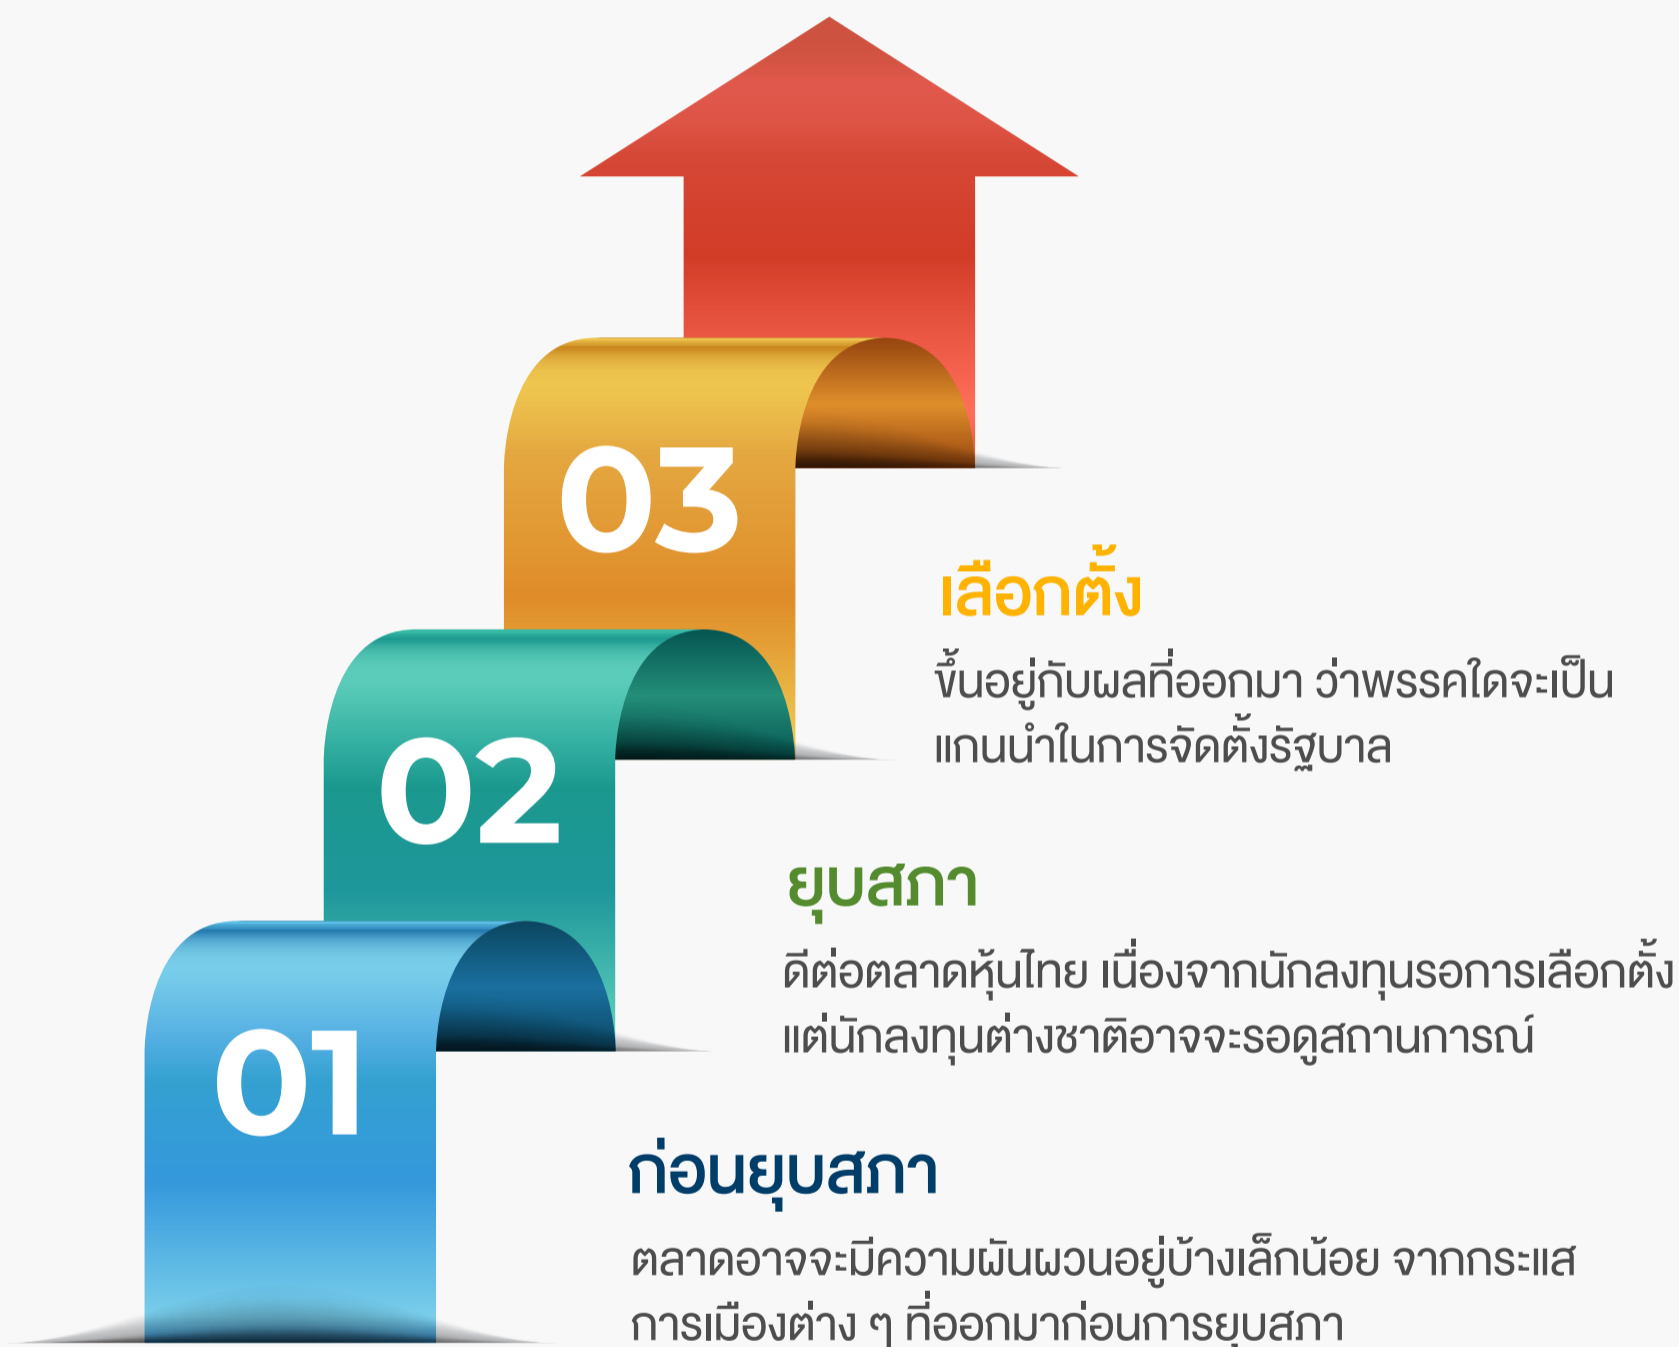 03
เลือกตั้ง
ขึ้นอยู่กับผลที่ออกมา ว่าพรรคใดจะเป็น
แกนนำในการจัดตั้งรัฐบาล
02
ยุบสภา
ดีต่อตลาดหุ้นไทย เนื่องจากนักลงทุนรอการเลือกตั้ง
แต่นักลงทุนต่างชาติอาจจะรอดูสถานการณ์
01
ก่อนยุบสภา
ตลาดอาจจะมีความผันผวนอยู่บ้างเล็กน้อย จากกระแส
การเมืองต่าง ๆ ที่ออกมาก่อนการยุบสภา